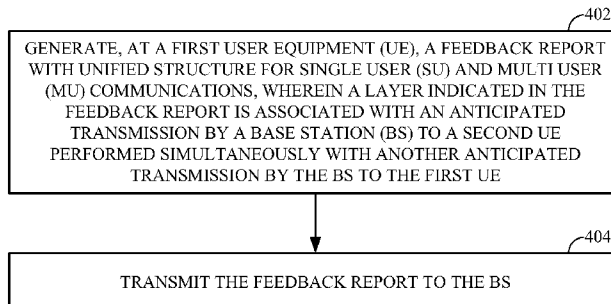 402
GENERATE, AT A FIRST USER EQUIPMENT (UE), A FEEDBACK REPORT
WITH UNIFIED STRUCTURE FOR SINGLE USER (SU) AND MULTI USER
(MU) COMMUNICATIONS, WHEREIN A LAYER INDICATED IN THE
FEEDBACK REPORT IS ASSOCIATED WITH AN ANTICIPATED
TRANSMISSION BY A BASE STATION (BS) TO A SECOND UE
PERFORMED SIMULTANEOUSLY WITH ANOTHER ANTICIPATED
TRANSMISSION BY THE BS TO THE FIRST UE
404
TRANSMIT THE FEEDBACK REPORT TO THE BS